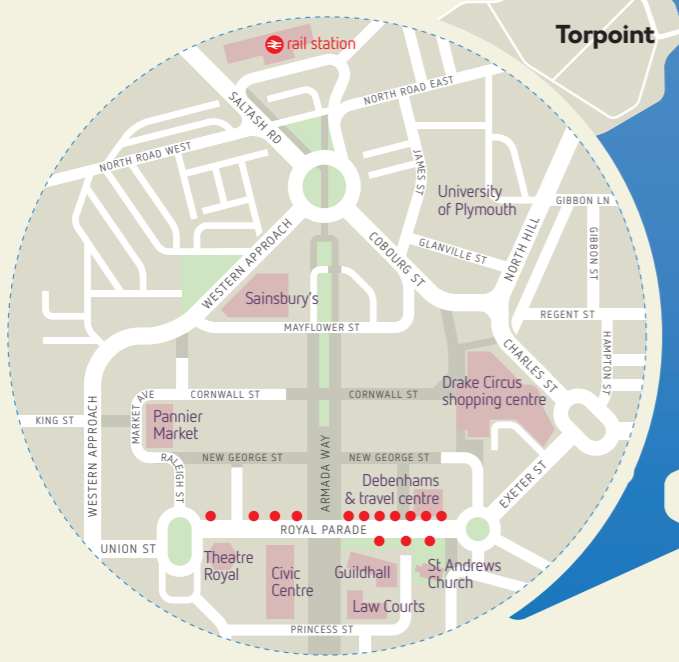 Torpoint
rail station
SALTASH RD
NORTH ROAD EAST
NORTH ROAD WEST
JAMES ST
University
of Plymouth
GIBBON LN
GIBBON ST
NORTH HILL
GLANVILLE ST
COBOURG ST
WESTERN APPROACH
Sainsbury's
MAYFLOWER ST
REGENT ST
HAMPTON ST
CHARLES ST
Drake Circus
shopping centre
CORNWALL ST
CORNWALL ST
MARKET AVE
Pannier
Market
KING ST
WESTERN APPROACH
ARMADA WAY
NEW GEORGE ST
NEW GEORGE ST
RALEIGH ST
Debenhams
& travel centre
EXETER ST
ROYAL PARADE
UNION ST
Theatre
Royal
Civic
Centre
Guildhall
St Andrews
Church
Law Courts
PRINCESS ST